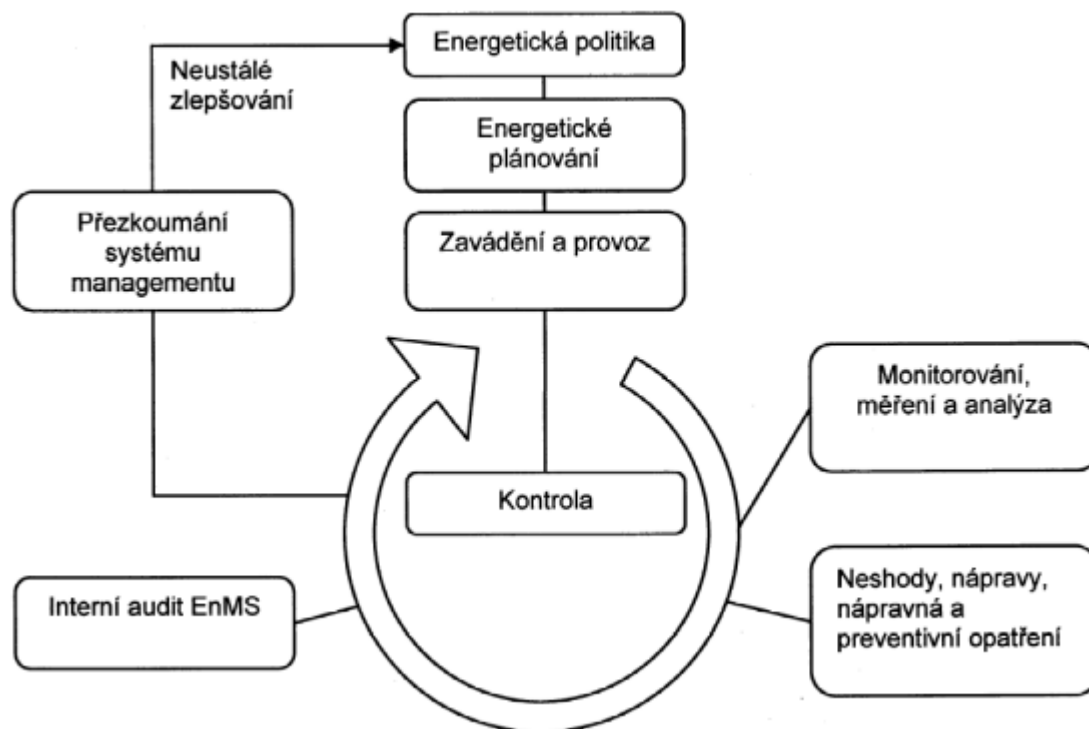 Energetická politika
Neustálé
zlepšování
Energetické
plánování
Přezkoumání
systému
managementu
Zavádění a provoz
Monitorování,
měření a analýza
Kontrola
Interní audit EnMS
Neshody, nápravy,
nápravná a
preventivní opatření